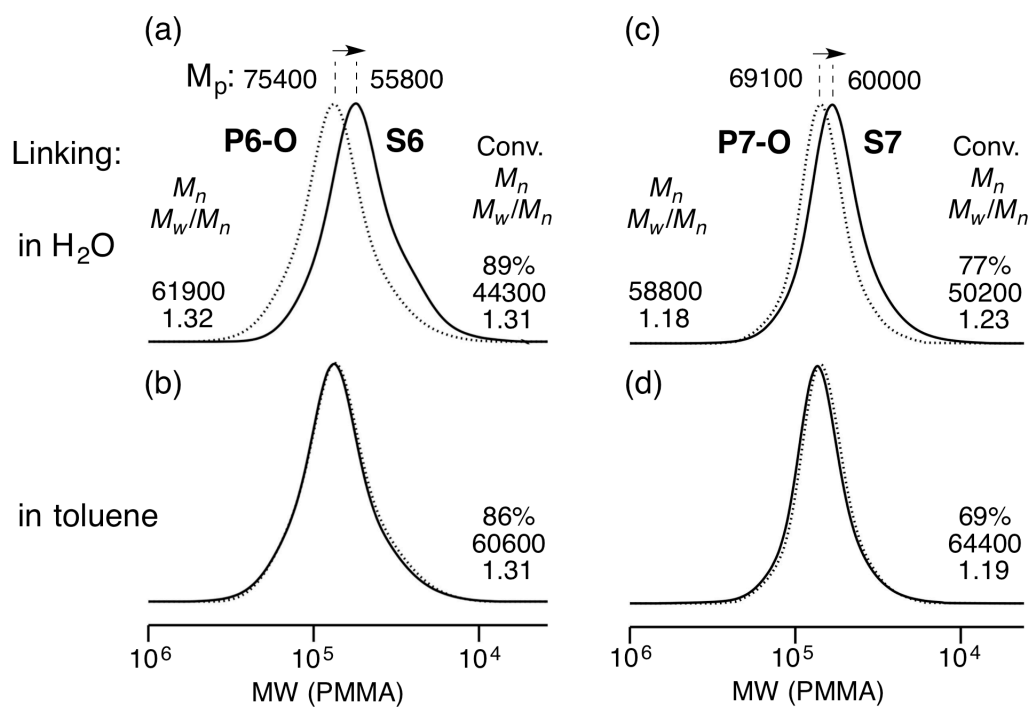 (a)
Mp: 75400 55800
P6-O S6
Linking:
in H2O
Mn
Mw/Mn
61900
1.32
Conv.
Mn
Mw/Mn
89%
44300
1.31
(c)
69100 60000
P7-O S7
Mn
Mw/Mn
58800
1.18
Conv.
Mn
Mw/Mn
77%
50200
1.23
(b)
in toluene
86%
60600
1.31
10^6 10^5 10^4
MW (PMMA)
(d)
69%
64400
1.19
10^6 10^5 10^4
MW (PMMA)